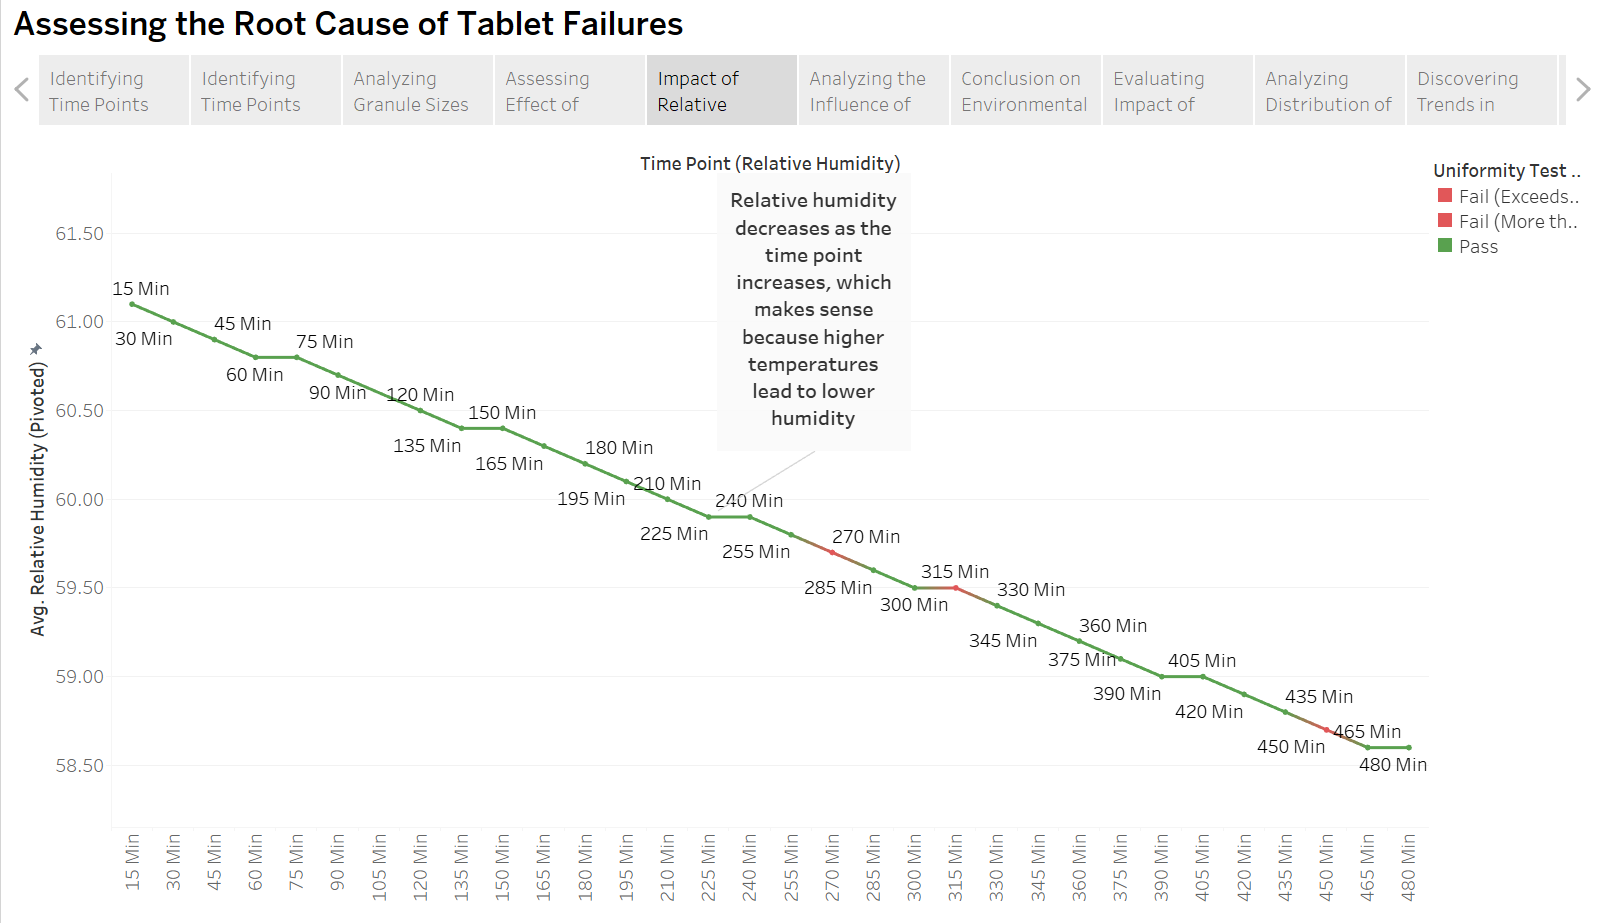 Assessing the Root Cause of Tablet Failures
Identifying
Time Points
Identifying
Time Points
Analyzing
Granule Sizes
Assessing
Effect of
Impact of
Relative
Analyzing the
Influence of
Conclusion on
Environmental
Evaluating
Impact of
Analyzing
Distribution of
Discovering
Trends in
Time Point (Relative Humidity)
Relative humidity
decreases as the
time point
increases, which
makes sense
because higher
temperatures
lead to lower
humidity
Uniformity Test ..
Fail (Exceeds..
Fail (More th..
Pass
Avg. Relative Humidity (Pivoted)
61.50
61.00
60.50
60.00
59.50
59.00
58.50
15 Min
30 Min
45 Min
60 Min
75 Min
90 Min
120 Min
135 Min
150 Min
165 Min
180 Min
195 Min
210 Min
225 Min
240 Min
255 Min
270 Min
285 Min
300 Min
315 Min
330 Min
345 Min
360 Min
375 Min
390 Min
405 Min
420 Min
435 Min
450 Min
465 Min
480 Min
15 Min
30 Min
45 Min
60 Min
75 Min
90 Min
105 Min
120 Min
135 Min
150 Min
165 Min
180 Min
195 Min
210 Min
225 Min
240 Min
255 Min
270 Min
285 Min
300 Min
315 Min
330 Min
345 Min
360 Min
375 Min
390 Min
405 Min
420 Min
435 Min
450 Min
465 Min
480 Min